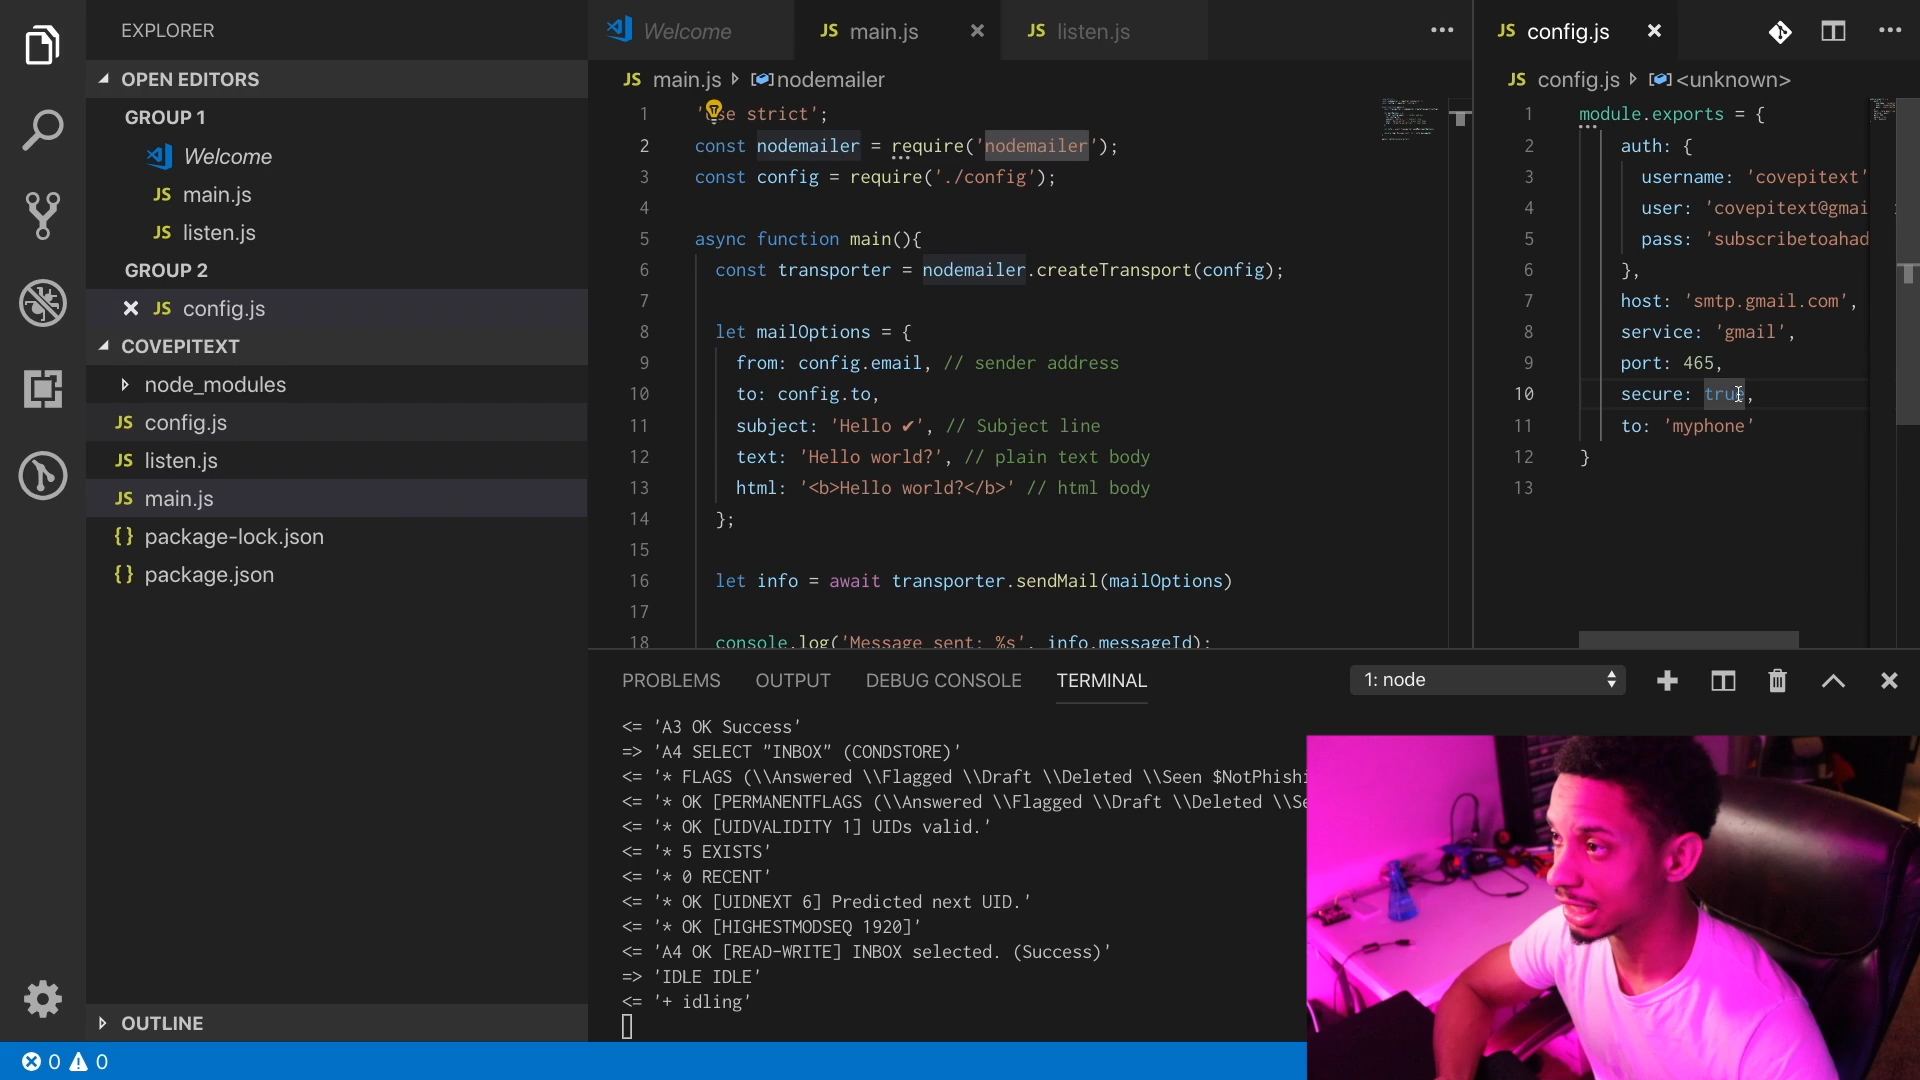 EXPLORER
OPEN EDITORS
GROUP 1
Welcome
JS main.js
JS listen.js
GROUP 2
JS config.js
COVEPITEXT
node_modules
JS config.js
JS listen.js
JS main.js
{} package-lock.json
{} package.json
OUTLINE
0 0
Welcome
JS main.js
JS listen.js
JS main.js nodemailer
1 'use strict';
2 const nodemailer = require('nodemailer');
3 const config = require('./config');
4
5 async function main(){
6 const transporter = nodemailer.createTransport(config);
7
8 let mailOptions = {
9 from: config.email, // sender address
10 to: config.to,
11 subject: 'Hello ✔', // Subject line
12 text: 'Hello world?', // plain text body
13 html: '<b>Hello world?</b>' // html body
14 };
15
16 let info = await transporter.sendMail(mailOptions)
17
18 console.log('Message sent: %s', info.messageId);
JS config.js
JS config.js <unknown>
1 module.exports = {
2 auth: {
3 username: 'covepitext'
4 user: 'covepitext@gmai
5 pass: 'subscribetoahad
6 },
7 host: 'smtp.gmail.com',
8 service: 'gmail',
9 port: 465,
10 secure: true,
11 to: 'myphone'
12 }
13
PROBLEMS OUTPUT DEBUG CONSOLE TERMINAL 1: node
<= 'A3 OK Success'
=> 'A4 SELECT "INBOX" (CONDSTORE)'
<= '* FLAGS (\\Answered \\Flagged \\Draft \\Deleted \\Seen $NotPhishi
<= '* OK [PERMANENTFLAGS (\\Answered \\Flagged \\Draft \\Deleted \\Se
<= '* OK [UIDVALIDITY 1] UIDs valid.'
<= '* 5 EXISTS'
<= '* 0 RECENT'
<= '* OK [UIDNEXT 6] Predicted next UID.'
<= '* OK [HIGHESTMODSEQ 1920]'
<= 'A4 OK [READ-WRITE] INBOX selected. (Success)'
=> 'IDLE IDLE'
<= '+ idling'